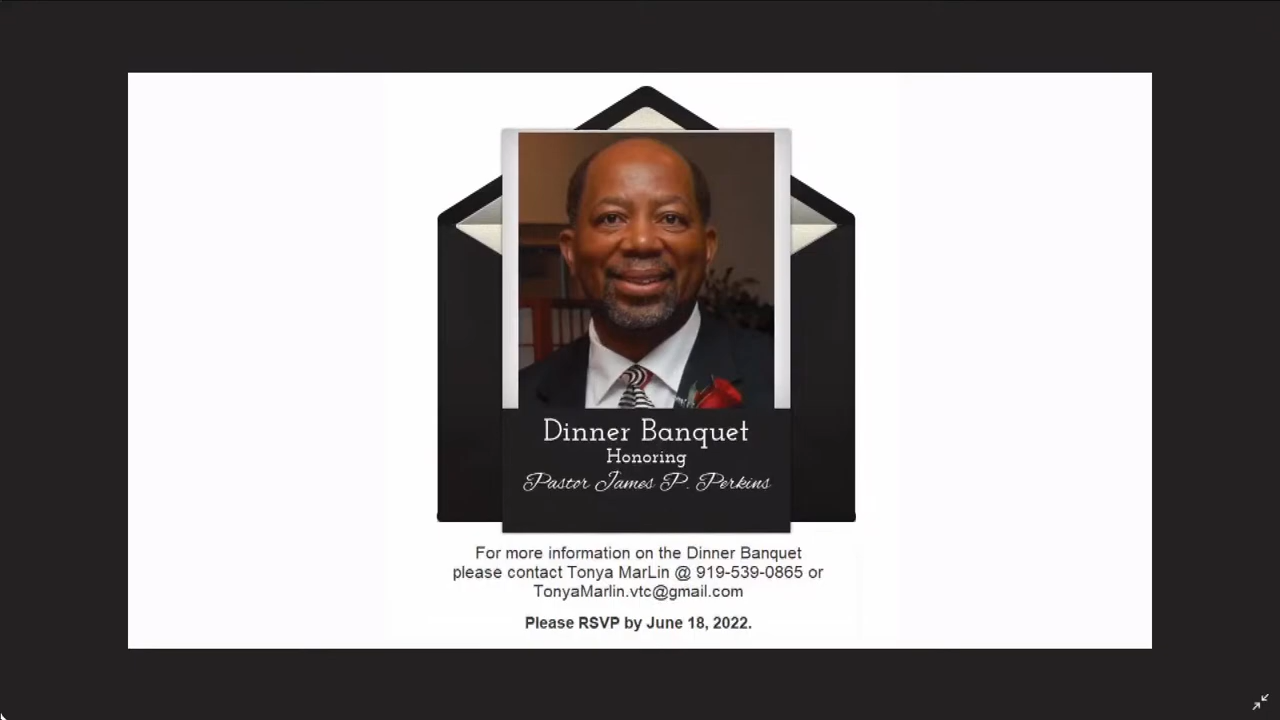 Dinner Banquet
Honoring
Pastor James P. Perkins
For more information on the Dinner Banquet
please contact Tonya MarLin @ 919-539-0865 or
TonyaMarlin.vtc@gmail.com
Please RSVP by June 18, 2022.